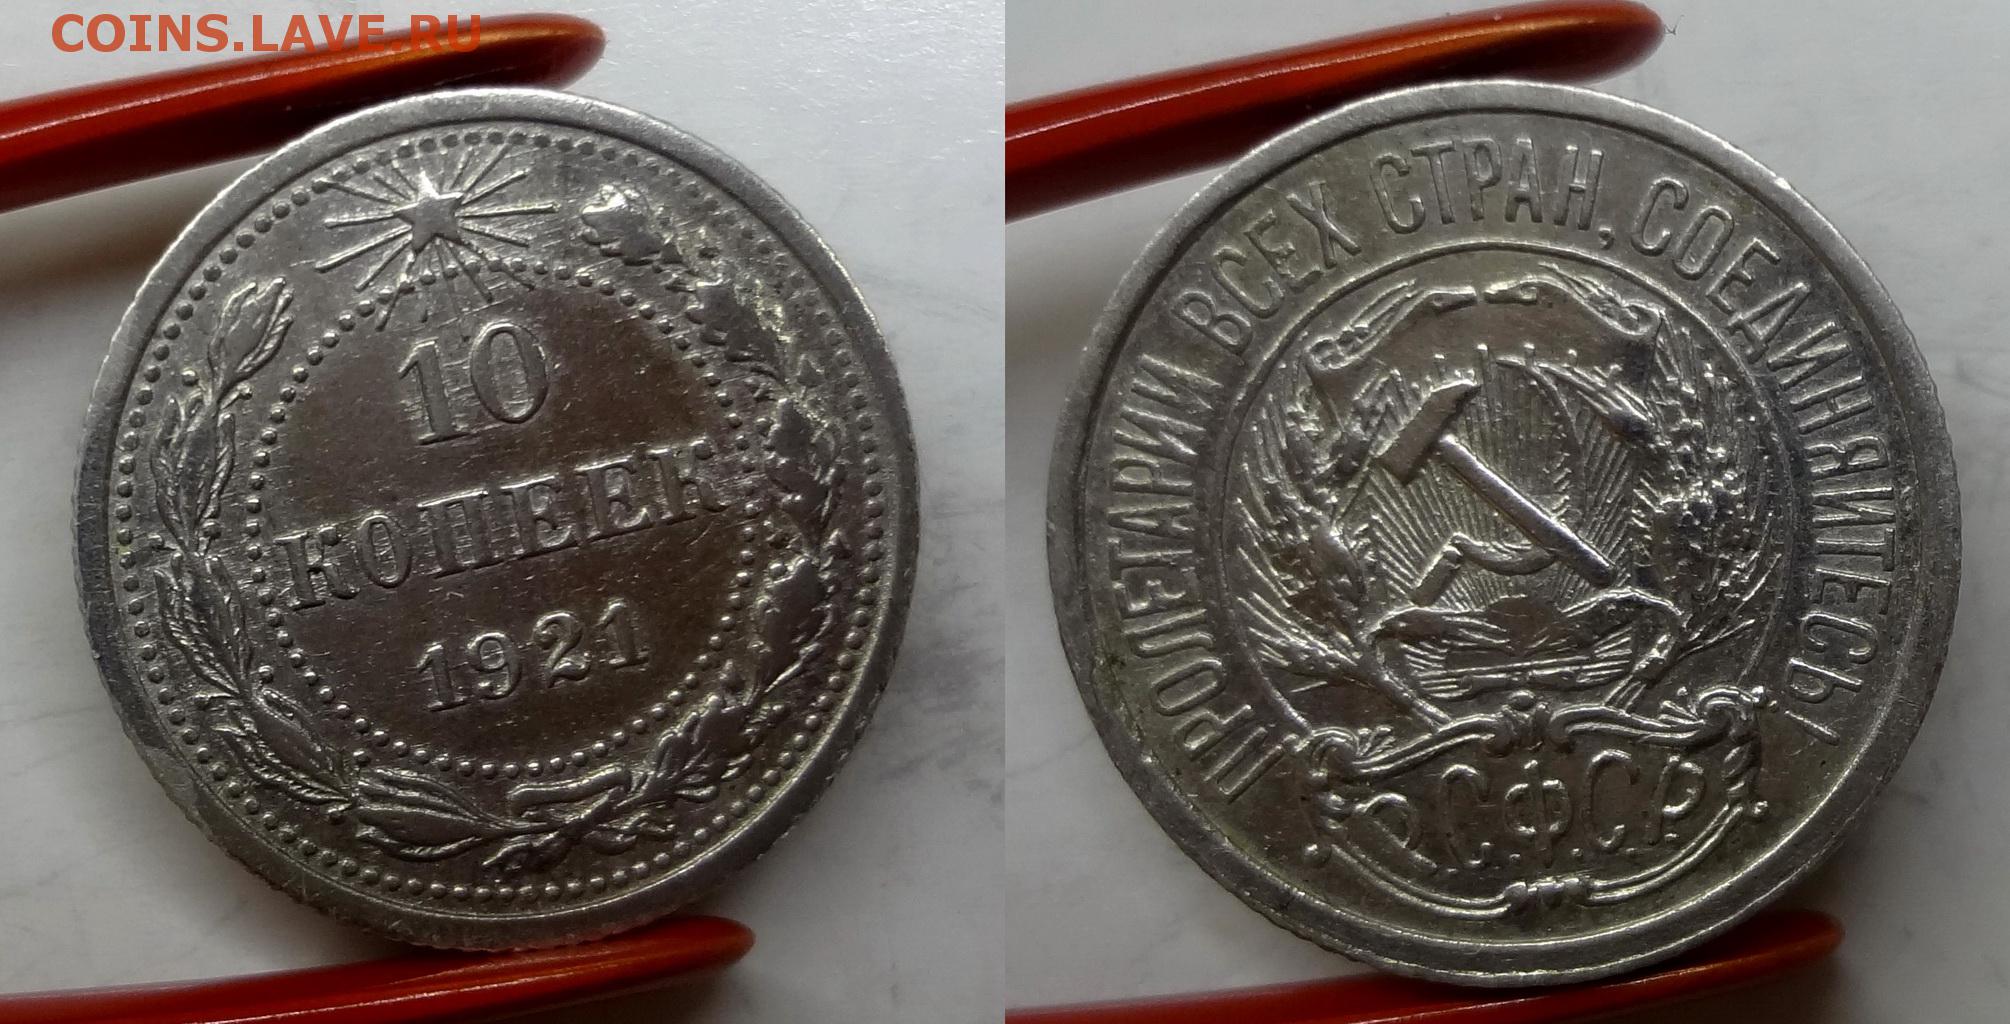 COINS.LAVE.RU
10
КОПЕЕК
1921
ПРОЛЕТАРИИ ВСЕХ СТРАН, СОЕДИНЯЙТЕСЬ!
Р.С.Ф.С.Р.